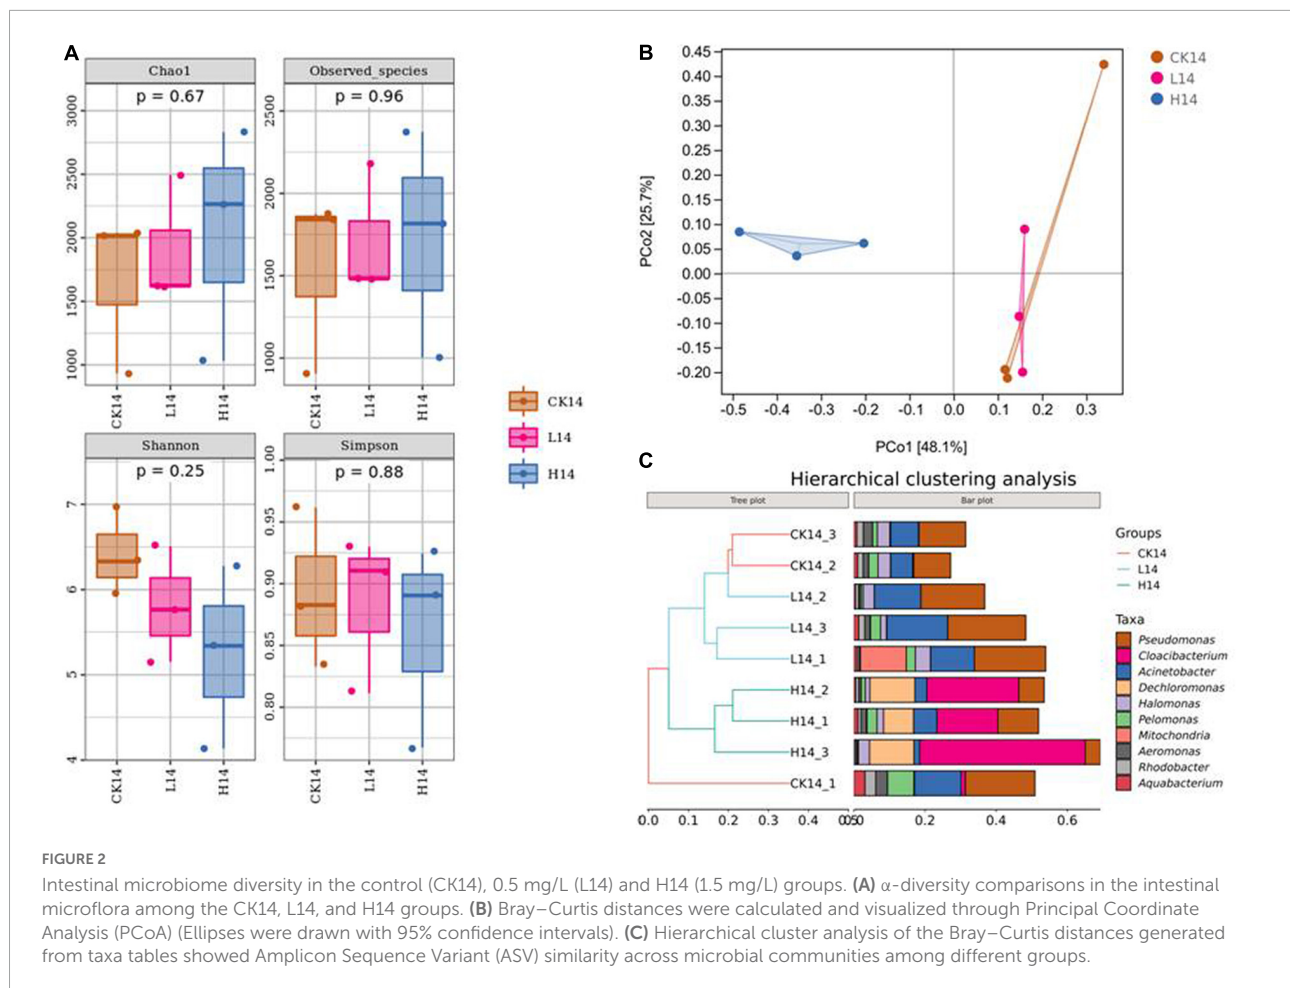 A
Chao1
p = 0.67
3000
2500
2000
1500
1000
CK14
L14
H14
Observed_species
p = 0.96
2500
2000
1500
1000
CK14
L14
H14
Shannon
p = 0.25
7
6
5
4
CK14
L14
H14
Simpson
p = 0.88
1.00
0.95
0.90
0.85
0.80
CK14
L14
H14
CK14
L14
H14
B
0.45
0.40
0.35
0.30
0.25
0.20
0.15
0.10
0.05
0.00
-0.05
-0.10
-0.15
-0.20
PCo2 [25.7%]
-0.5 -0.4 -0.3 -0.2 -0.1 0.0 0.1 0.2 0.3
PCo1 [48.1%]
CK14
L14
H14
C
Hierarchical clustering analysis
Tree plot
Bar plot
CK14_3
CK14_2
L14_2
L14_3
L14_1
H14_2
H14_1
H14_3
CK14_1
0.0 0.1 0.2 0.3 0.4
0.2 0.4 0.6
Groups
CK14
L14
H14
Taxa
Pseudomonas
Cloacibacterium
Acinetobacter
Dechloromonas
Halomonas
Pelomonas
Mitochondria
Aeromonas
Rhodobacter
Aquabacterium
FIGURE 2
Intestinal microbiome diversity in the control (CK14), 0.5 mg/L (L14) and H14 (1.5 mg/L) groups. (A) α-diversity comparisons in the intestinal
microflora among the CK14, L14, and H14 groups. (B) Bray–Curtis distances were calculated and visualized through Principal Coordinate
Analysis (PCoA) (Ellipses were drawn with 95% confidence intervals). (C) Hierarchical cluster analysis of the Bray–Curtis distances generated
from taxa tables showed Amplicon Sequence Variant (ASV) similarity across microbial communities among different groups.